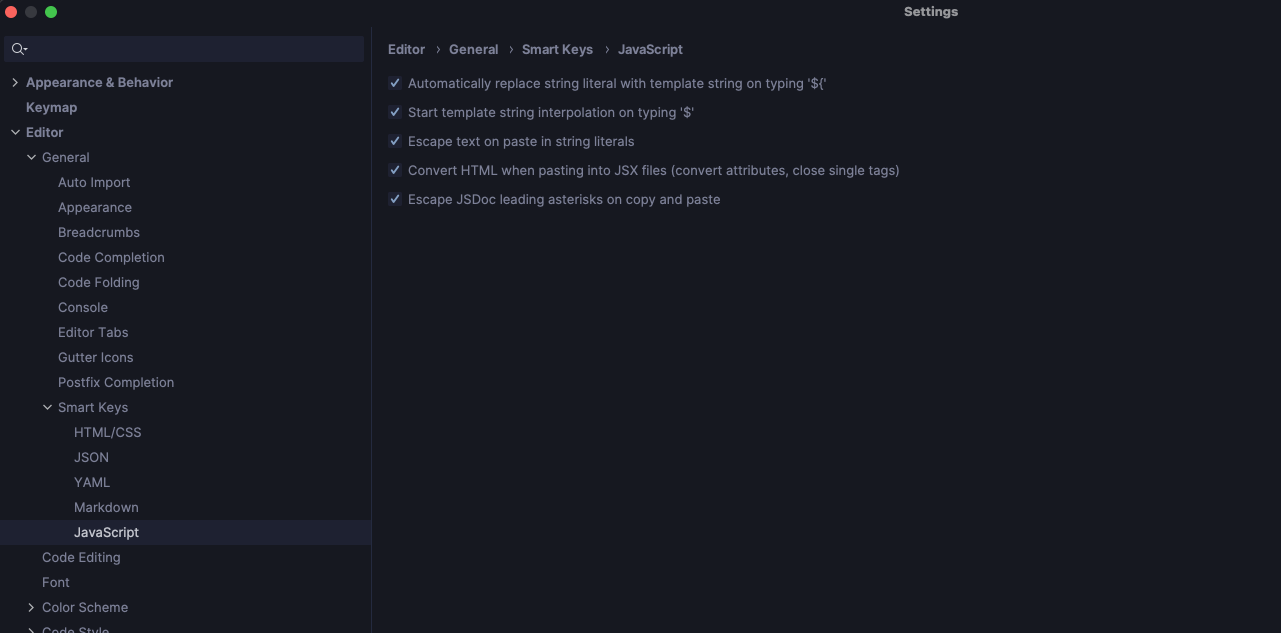 Settings
Appearance & Behavior
Keymap
Editor
General
Auto Import
Appearance
Breadcrumbs
Code Completion
Code Folding
Console
Editor Tabs
Gutter Icons
Postfix Completion
Smart Keys
HTML/CSS
JSON
YAML
Markdown
JavaScript
Code Editing
Font
Color Scheme
Code Style
Editor › General › Smart Keys › JavaScript
Automatically replace string literal with template string on typing '${'
Start template string interpolation on typing '$'
Escape text on paste in string literals
Convert HTML when pasting into JSX files (convert attributes, close single tags)
Escape JSDoc leading asterisks on copy and paste